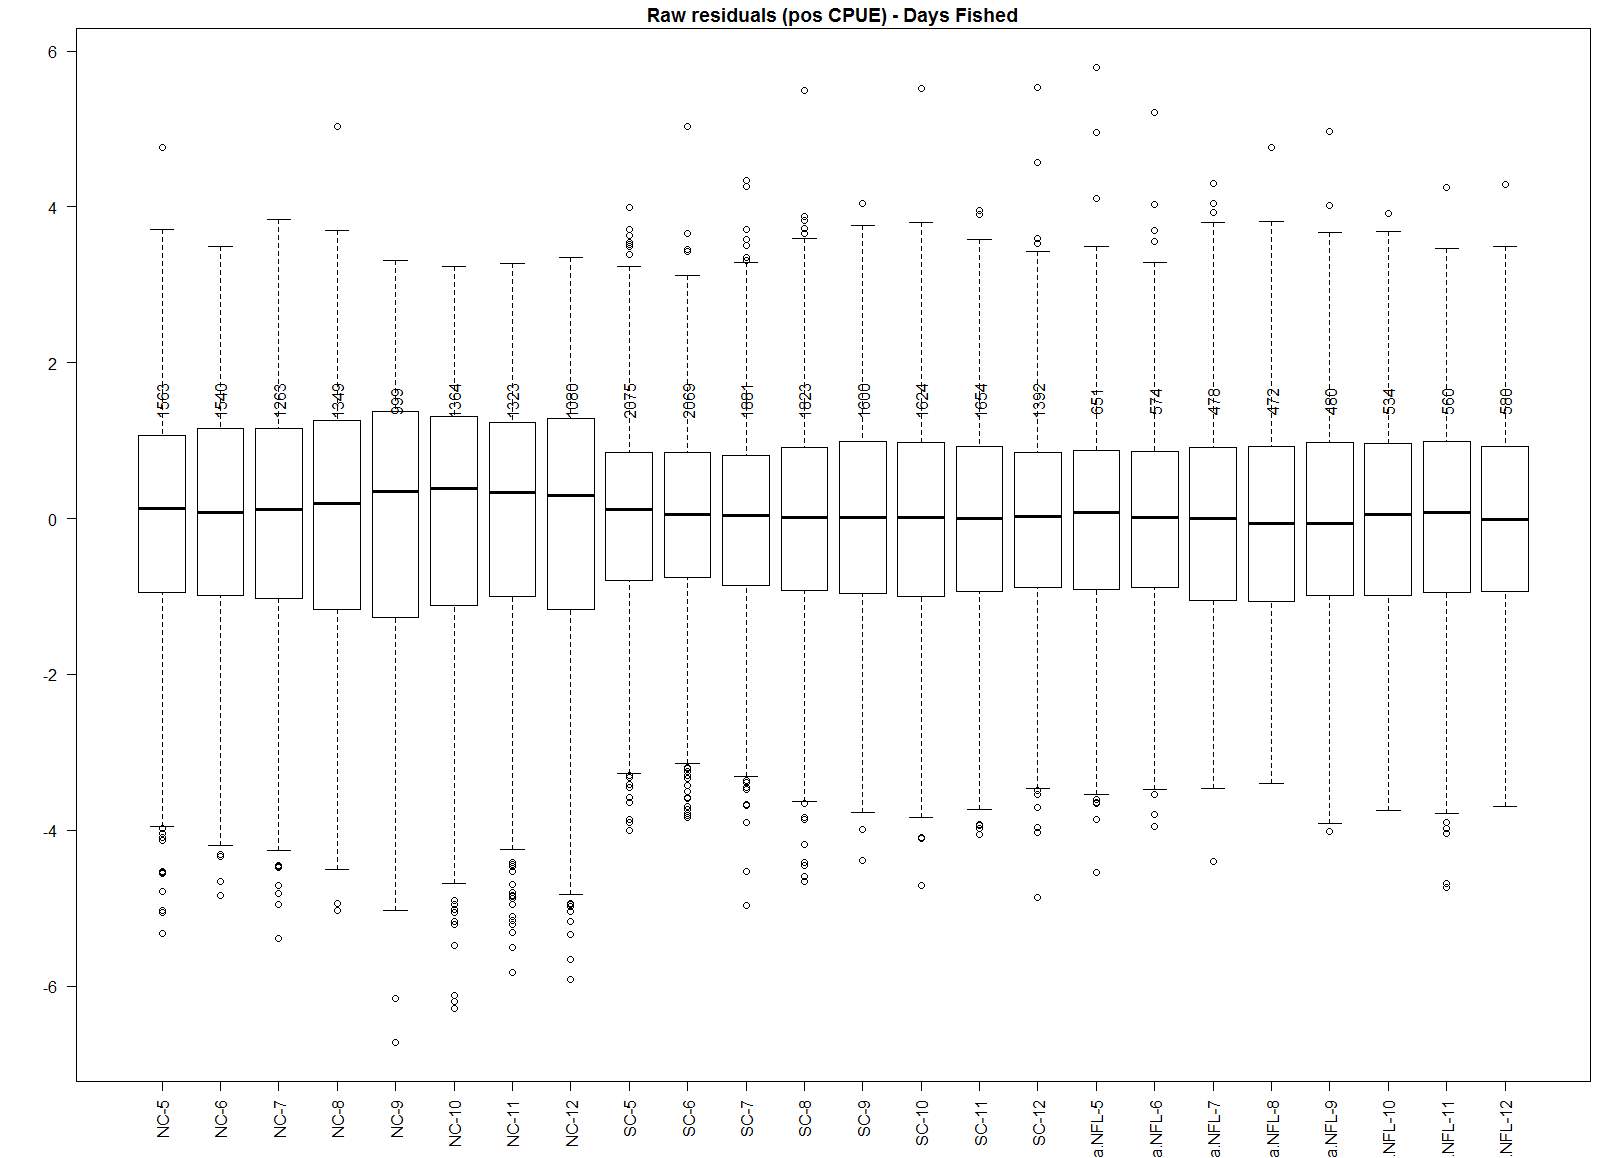 Raw residuals (pos CPUE) - Days Fished
6
4
2
0
-2
-4
-6
1563
1540
1263
1349
999
1364
1323
1080
2075
2069
1881
1823
1600
1624
1654
1392
651
574
478
472
480
534
560
580
NC-5
NC-6
NC-7
NC-8
NC-9
NC-10
NC-11
NC-12
SC-5
SC-6
SC-7
SC-8
SC-9
SC-10
SC-11
SC-12
a.NFL-5
a.NFL-6
a.NFL-7
a.NFL-8
a.NFL-9
.NFL-10
.NFL-11
.NFL-12